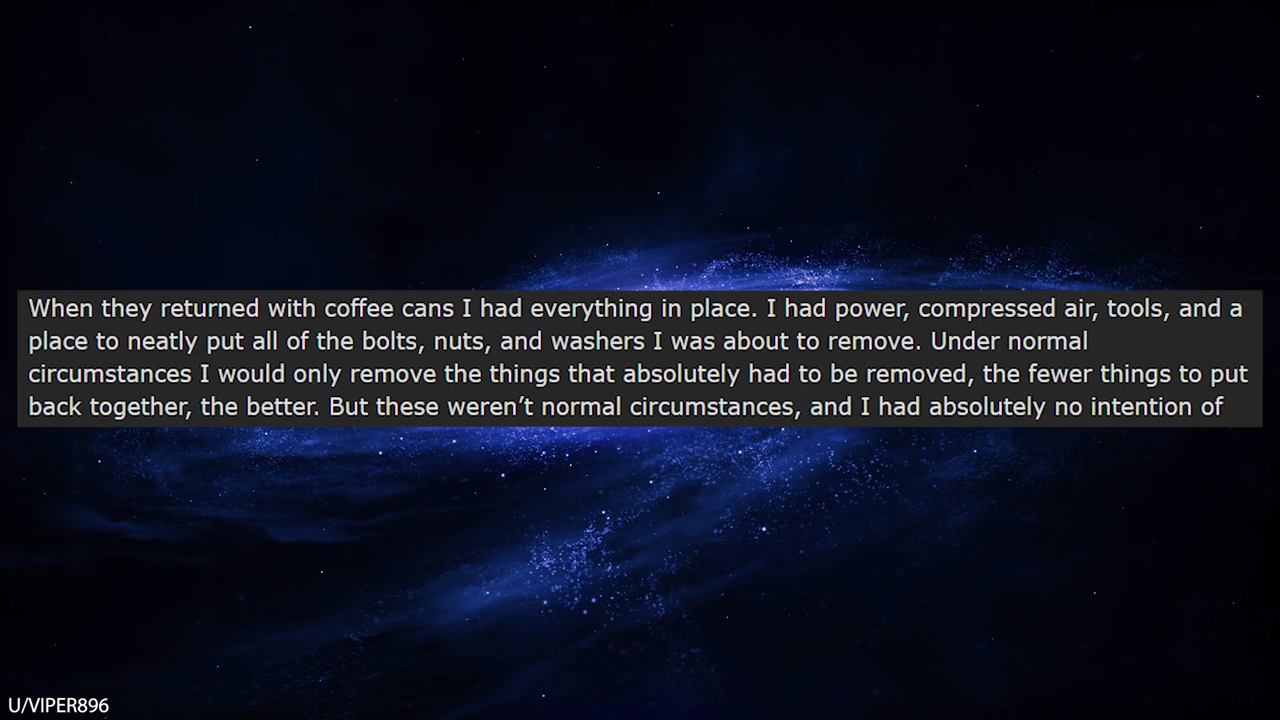 When they returned with coffee cans I had everything in place. I had power, compressed air, tools, and a
place to neatly put all of the bolts, nuts, and washers I was about to remove. Under normal
circumstances I would only remove the things that absolutely had to be removed, the fewer things to put
back together, the better. But these weren’t normal circumstances, and I had absolutely no intention of
U/VIPER896